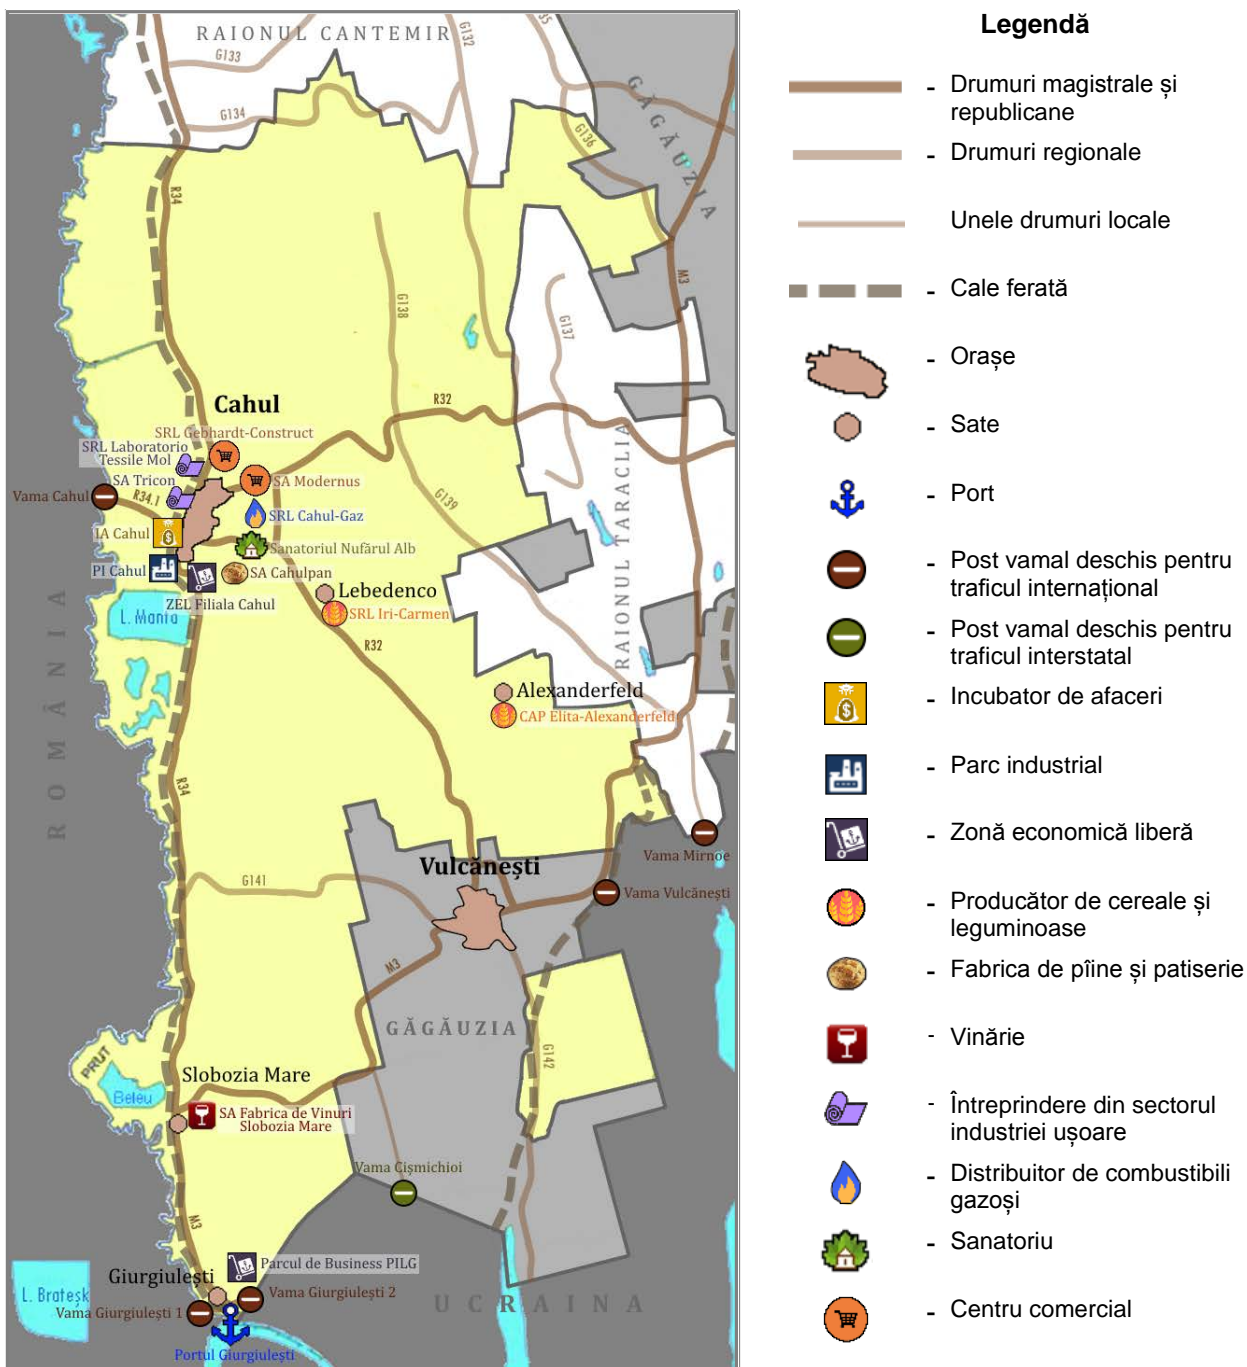 RAIONUL CANTEMIR
G133
G132
G135
G134
G136
GĂGĂUZIA
R34
M3
G138
G137
Cahul
R32
SRL Gebhardt-Construct
SRL Laboratorio
Tessile Mol
SA Tricon
SA Modernus
Vama Cahul
R34.1
G139
SRL Cahul-Gaz
IA Cahul
Sanatoriul Nufărul Alb
PI Cahul
SA Cahulpan
ZEL Filiala Cahul
Lebedenco
L. Manta
SRL Iri-Carmen
R32
RAIONUL TARACLIA
ROMÂNIA
Alexanderfeld
CAP Elita-Alexanderfeld
R34
Vama Mirnoe
Vulcănești
G141
Vama Vulcănești
M3
GĂGĂUZIA
G142
PRUT
Beleu
Slobozia Mare
SA Fabrica de Vinuri
Slobozia Mare
Vama Cișmichioi
M3
Parcul de Business PILG
Giurgiulești
L. Brateșk
Vama Giurgiulești 2
Vama Giurgiulești 1
UCRAINA
Portul Giurgiulești
Legendă
- Drumuri magistrale și
republicane
- Drumuri regionale
Unele drumuri locale
- Cale ferată
- Orașe
- Sate
- Port
- Post vamal deschis pentru
traficul internațional
- Post vamal deschis pentru
traficul interstatal
- Incubator de afaceri
- Parc industrial
- Zonă economică liberă
- Producător de cereale și
leguminoase
- Fabrica de pîine și patiserie
- Vinărie
- Întreprindere din sectorul
industriei ușoare
- Distribuitor de combustibili
gazoși
- Sanatoriu
- Centru comercial